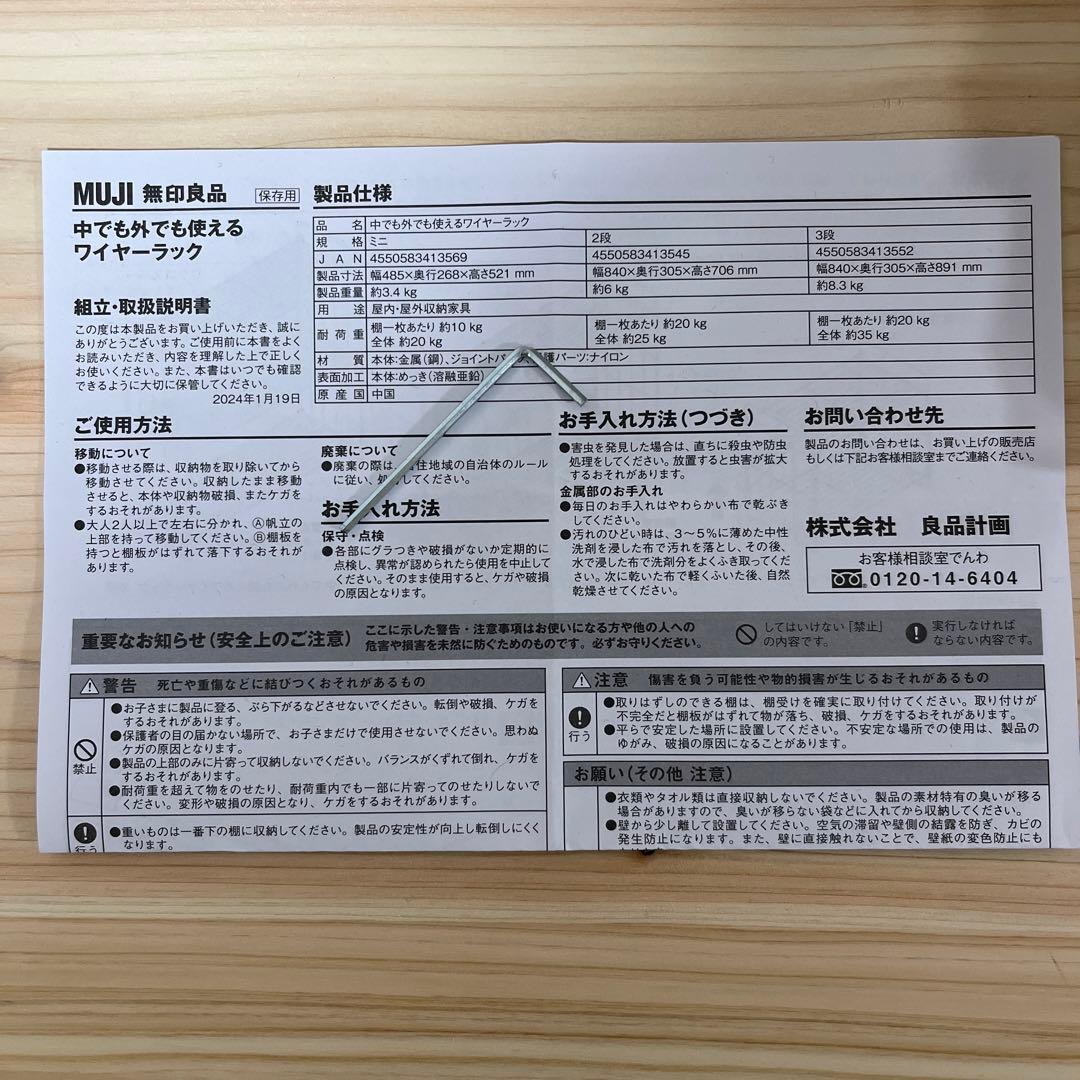 MUJI 無印良品 保存用
中でも外でも使える
ワイヤーラック
組立・取扱説明書
この度は本製品をお買い上げいただき、誠に
ありがとうございます。ご使用前に本書をよく
お読みいただき、内容を理解した上で正しく
お使いください。また、本書はいつでも確認
できるように大切に保管してください。
2024年1月19日
製品仕様
品名 中でも外でも使えるワイヤーラック
規格 ミニ 2段 3段
JAN 4550583413569 4550583413545 4550583413552
製品寸法 幅485×奥行268×高さ521 mm 幅840×奥行305×高さ706 mm 幅840×奥行305×高さ891 mm
製品重量 約3.4 kg 約6 kg 約8.3 kg
用途 屋内・屋外収納家具
耐荷重 棚一枚あたり 約10 kg 棚一枚あたり 約20 kg 棚一枚あたり 約20 kg
全体 約20 kg 全体 約25 kg 全体 約35 kg
材質 本体:金属(鋼)、ジョイントパ 護パーツ:ナイロン
表面加工 本体:めっき(溶融亜鉛)
原産国 中国
ご使用方法
移動について
●移動させる際は、収納物を取り除いてから
移動させてください。収納したまま移動
させると、本体や収納物破損、またケガを
するおそれがあります。
●大人2人以上で左右に分かれ、Ⓐ帆立の
上部を持って移動してください。Ⓑ棚板を
持つと棚板がはずれて落下するおそれが
あります。
廃棄について
●廃棄の際は、 住地域の自治体のルール
に従い、処 してください。
お手入れ方法
保守・点検
●各部にグラつきや破損がないか定期的に
点検し、異常が認められたら使用を中止して
ください。そのまま使用すると、ケガや破損
の原因となります。
お手入れ方法(つづき)
●害虫を発見した場合は、直ちに殺虫や防虫
処理をしてください。放置すると虫害が拡大
するおそれがあります。
金属部のお手入れ
●毎日のお手入れはやわらかい布で乾ぶき
してください。
●汚れのひどい時は、3～5%に薄めた中性
洗剤を浸した布で汚れを落とし、その後、
水で浸した布で洗剤分をよくふき取ってくだ
さい。次に乾いた布で軽くふいた後、自然
乾燥させてください。
お問い合わせ先
製品のお問い合わせは、お買い上げの販売店
もしくは下記お客様相談室までご連絡ください。
株式会社 良品計画
お客様相談室でんわ
0120-14-6404
重要なお知らせ(安全上のご注意) ここに示した警告・注意事項はお使いになる方や他の人への
危害や損害を未然に防ぐためのものです。必ずお守りください。
してはいけない「禁止」
の内容です。
実行しなければ
ならない内容です。
警告 死亡や重傷などに結びつくおそれがあるもの
禁止
●お子さまに製品に登る、ぶら下がるなどさせないでください。転倒や破損、ケガを
するおそれがあります。
●保護者の目の届かない場所で、お子さまだけで使用させないでください。思わぬ
ケガの原因となります。
●製品の上部のみに片寄って収納しないでください。バランスがくずれて倒れ、ケガを
するおそれがあります。
●耐荷重を超えて物をのせたり、耐荷重内でも一部に片寄ってのせたりしないで
ください。変形や破損の原因となり、ケガをするおそれがあります。
行う
●重いものは一番下の棚に収納してください。製品の安定性が向上し転倒しにくく
なります。
注意 傷害を負う可能性や物的損害が生じるおそれがあるもの
行う
●取りはずしのできる棚は、棚受けを確実に取り付けてください。取り付けが
不完全だと棚板がはずれて物が落ち、破損、ケガをするおそれがあります。
●平らで安定した場所に設置してください。不安定な場所での使用は、製品の
ゆがみ、破損の原因になることがあります。
お願い(その他 注意)
●衣類やタオル類は直接収納しないでください。製品の素材特有の臭いが移る
場合がありますので、臭いが移らない袋などに入れてから収納してください。
●壁から少し離して設置してください。空気の滞留や壁側の結露を防ぎ、カビの
発生防止になります。また、壁に直接触れないことで、壁紙の変色防止にも